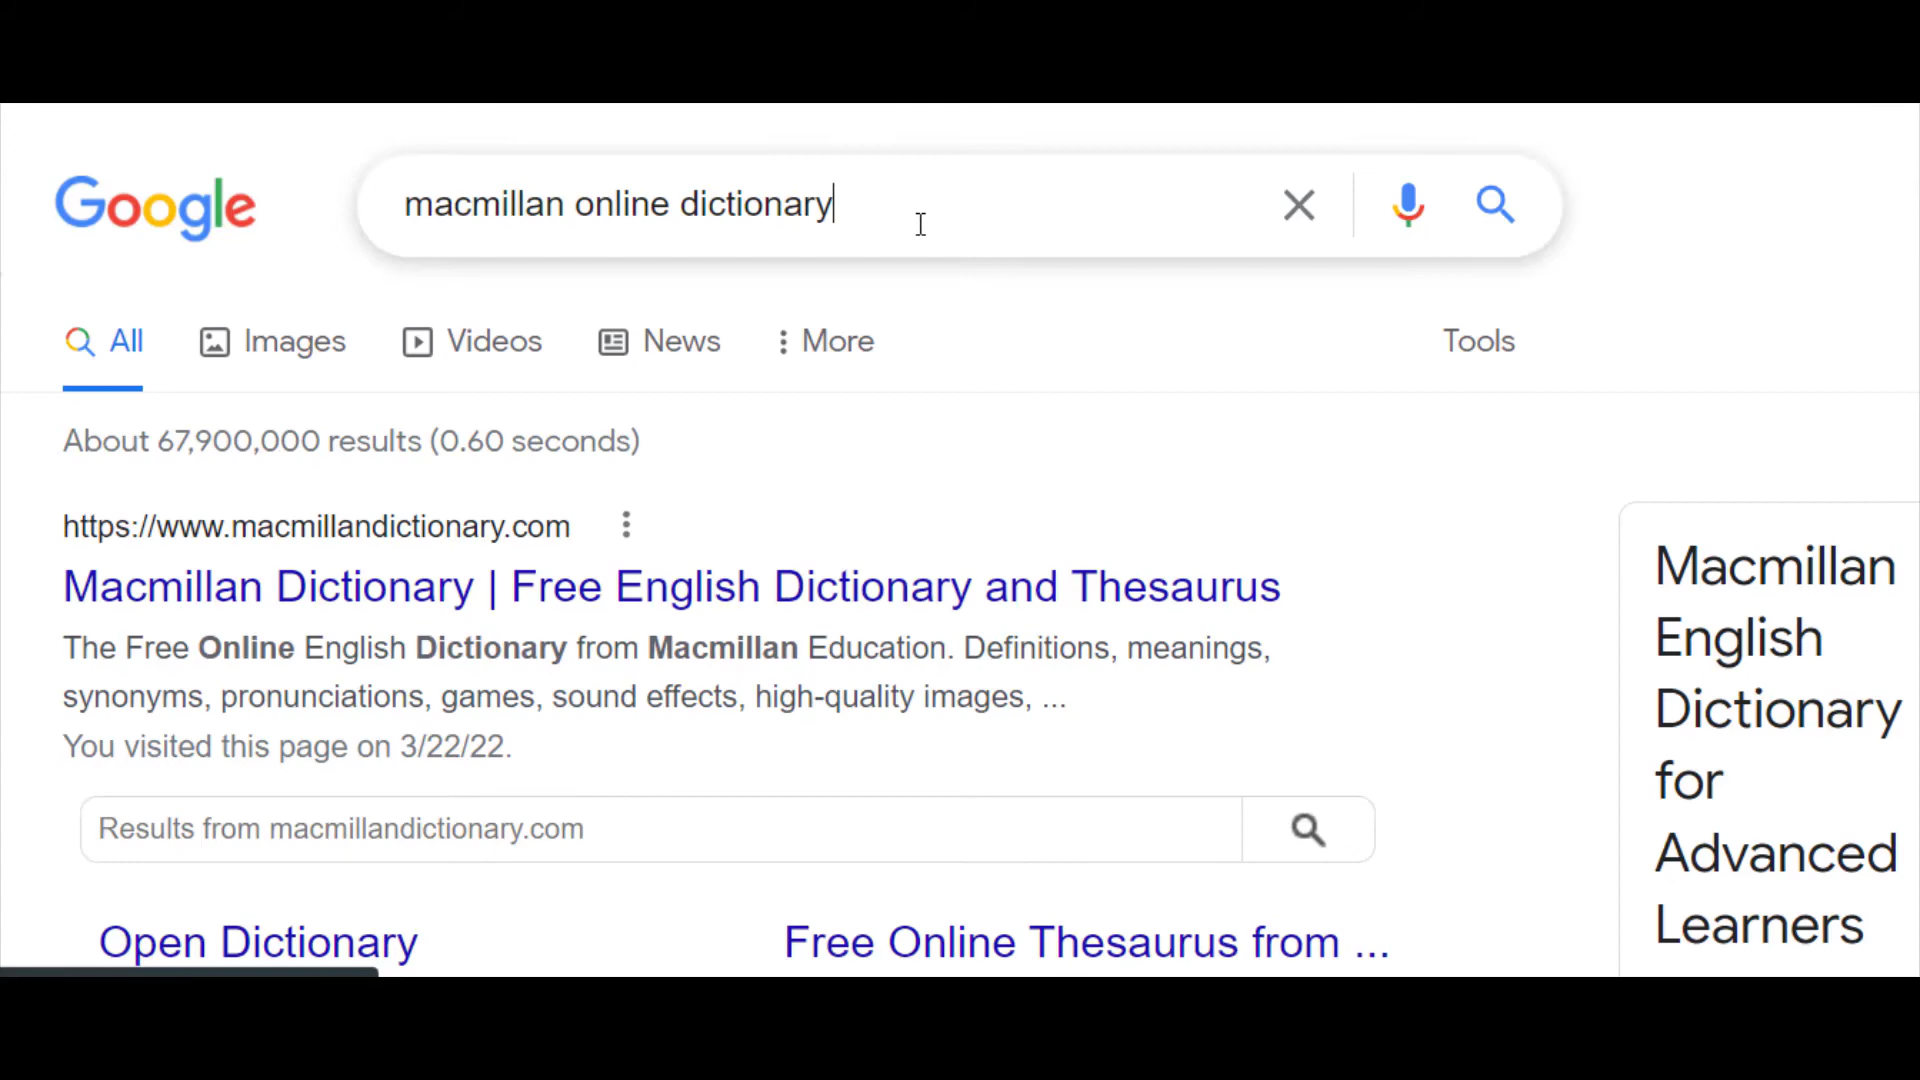 Google
macmillan online dictionary
All
Images
Videos
News
More
Tools
About 67,900,000 results (0.60 seconds)
https://www.macmillandictionary.com
Macmillan Dictionary | Free English Dictionary and Thesaurus
The Free Online English Dictionary from Macmillan Education. Definitions, meanings,
synonyms, pronunciations, games, sound effects, high-quality images, ...
You visited this page on 3/22/22.
Results from macmillandictionary.com
Open Dictionary
Free Online Thesaurus from ...
Macmillan
English
Dictionary
for
Advanced
Learners